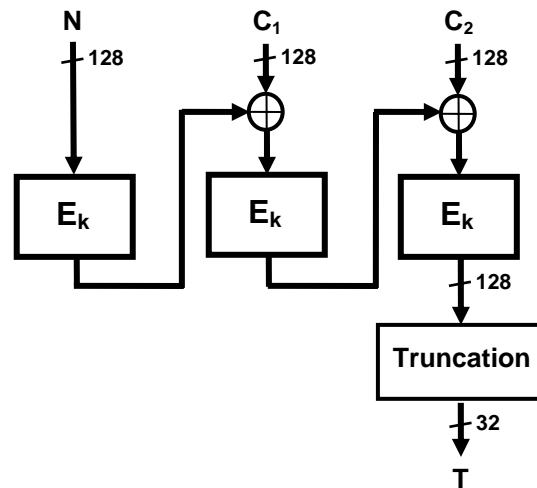 N C₁ C₂
128 128 128
Eₖ Eₖ Eₖ
128
Truncation
32
T